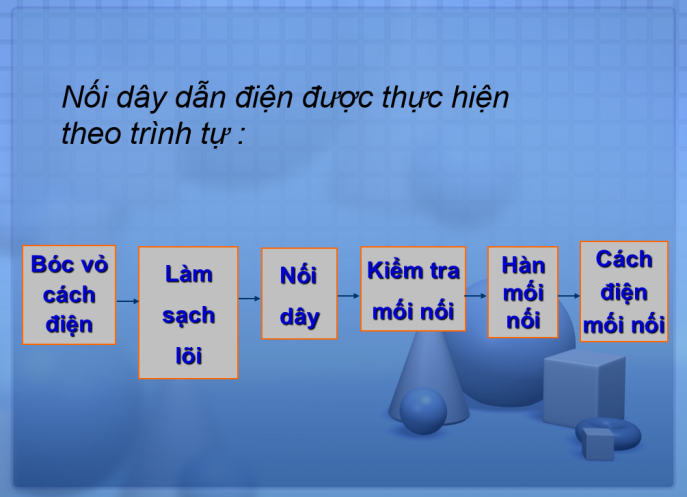 Nối dây dẫn điện được thực hiện
theo trình tự :
Bóc vỏ
cách
điện
Làm
sạch
lõi
Nối
dây
Kiểm tra
mối nối
Hàn
mối
nối
Cách
điện
mối nối